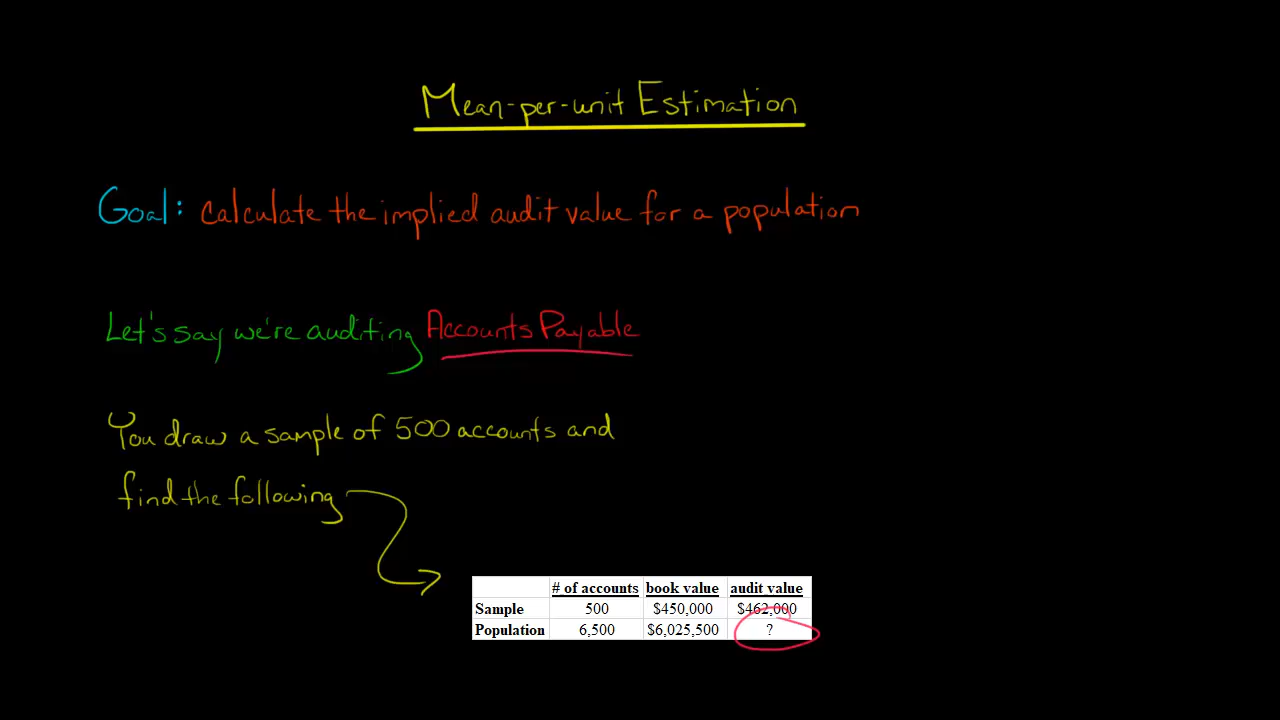 Mean-per-unit Estimation
Goal: calculate the implied audit value for a population
Let's say we're auditing Accounts Payable
You draw a sample of 500 accounts and
find the following
# of accounts book value audit value
Sample 500 $450,000 $462,000
Population 6,500 $6,025,500 ?